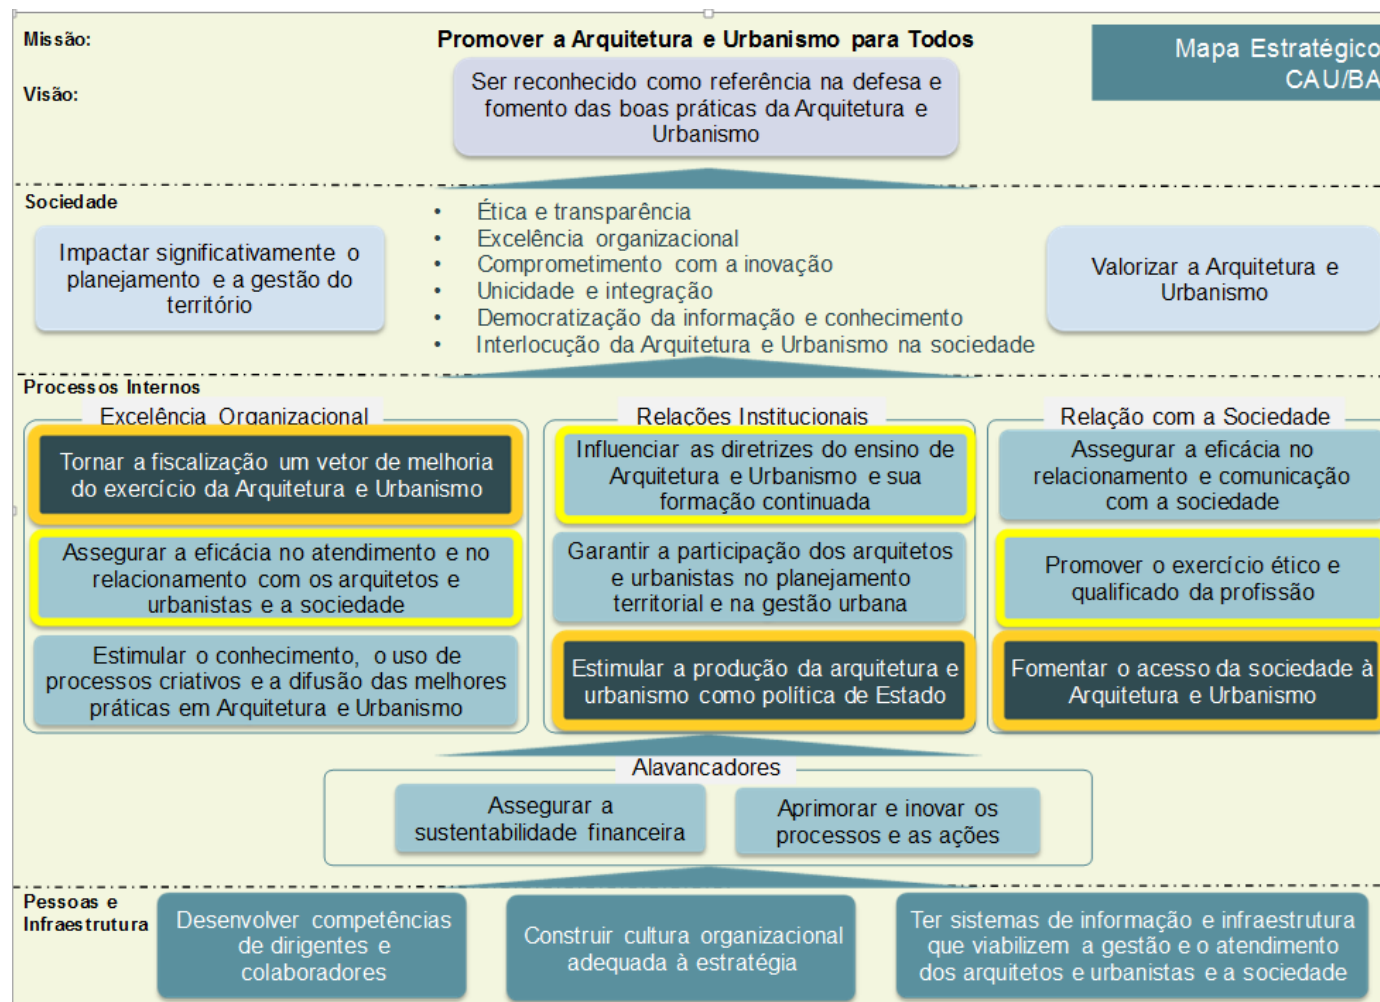 Missão:
Promover a Arquitetura e Urbanismo para Todos
Mapa Estratégico
CAU/BA
Visão:
Ser reconhecido como referência na defesa e
fomento das boas práticas da Arquitetura e
Urbanismo
Sociedade
Impactar significativamente o
planejamento e a gestão do
território
• Ética e transparência
• Excelência organizacional
• Comprometimento com a inovação
• Unicidade e integração
• Democratização da informação e conhecimento
• Interlocução da Arquitetura e Urbanismo na sociedade
Valorizar a Arquitetura e
Urbanismo
Processos Internos
Excelência Organizacional
Tornar a fiscalização um vetor de melhoria
do exercício da Arquitetura e Urbanismo
Assegurar a eficácia no atendimento e no
relacionamento com os arquitetos e
urbanistas e a sociedade
Estimular o conhecimento, o uso de
processos criativos e a difusão das melhores
práticas em Arquitetura e Urbanismo
Relações Institucionais
Influenciar as diretrizes do ensino de
Arquitetura e Urbanismo e sua
formação continuada
Garantir a participação dos arquitetos
e urbanistas no planejamento
territorial e na gestão urbana
Estimular a produção da arquitetura e
urbanismo como política de Estado
Relação com a Sociedade
Assegurar a eficácia no
relacionamento e comunicação
com a sociedade
Promover o exercício ético e
qualificado da profissão
Fomentar o acesso da sociedade à
Arquitetura e Urbanismo
Alavancadores
Assegurar a
sustentabilidade financeira
Aprimorar e inovar os
processos e as ações
Pessoas e
Infraestrutura
Desenvolver competências
de dirigentes e
colaboradores
Construir cultura organizacional
adequada à estratégia
Ter sistemas de informação e infraestrutura
que viabilizem a gestão e o atendimento
dos arquitetos e urbanistas e a sociedade